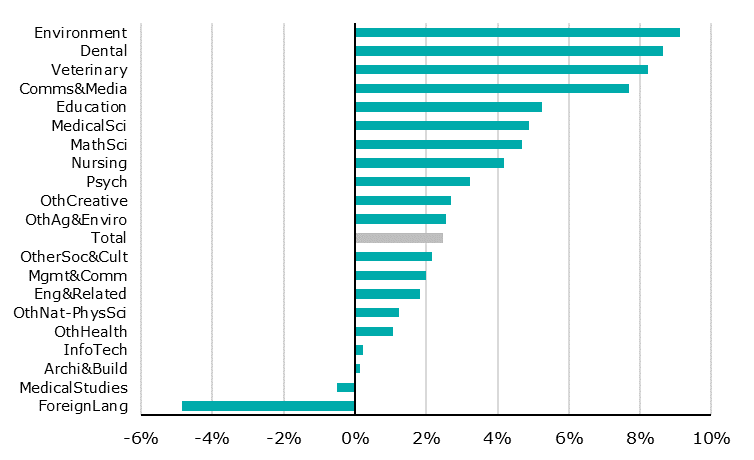 Environment
Dental
Veterinary
Comms&Media
Education
MedicalSci
MathSci
Nursing
Psych
OthCreative
OthAg&Enviro
Total
OtherSoc&Cult
Mgmt&Comm
Eng&Related
OthNat-PhysSci
OthHealth
InfoTech
Archi&Build
MedicalStudies
ForeignLang
-6% -4% -2% 0% 2% 4% 6% 8% 10%